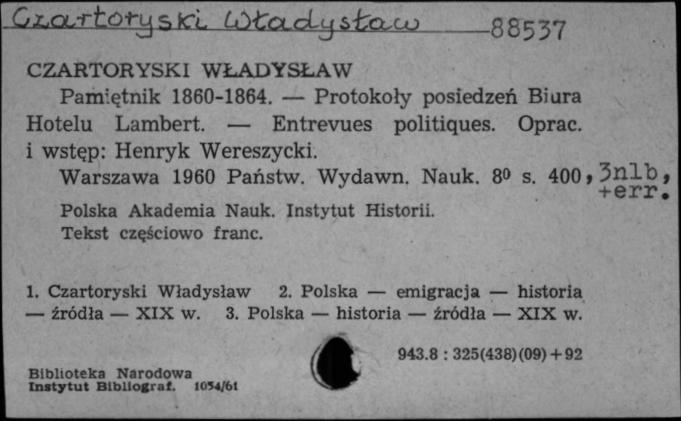 Czartoryski Władysław 88537
CZARTORYSKI WŁADYSŁAW
Pamiętnik 1860-1864. — Protokoły posiedzeń Biura
Hotelu Lambert. — Entrevues politiques. Oprac.
i wstęp: Henryk Wereszycki.
Warszawa 1960 Państw. Wydawn. Nauk. 8⁰ s. 400, 3nlb,
+err.
Polska Akademia Nauk. Instytut Historii.
Tekst częściowo franc.
1. Czartoryski Władysław 2. Polska — emigracja — historia
— źródła — XIX w. 3. Polska — historia — źródła — XIX w.
943.8 : 325(438)(09) + 92
Biblioteka Narodowa
Instytut Bibliograf. 1054/61